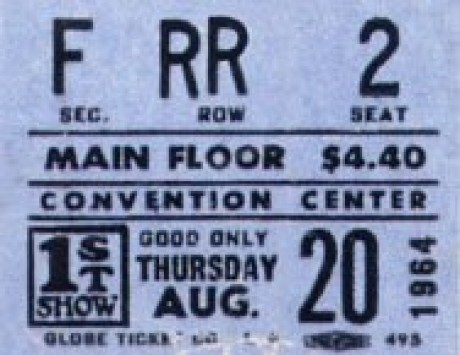 F RR 2
SEC. ROW SEAT
MAIN FLOOR $4.40
CONVENTION CENTER
1ST SHOW
GOOD ONLY
THURSDAY
AUG.
20
1964
GLOBE TICKET 495